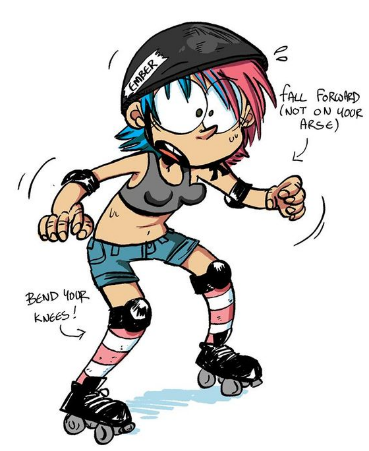 EMBER
FALL FORWARD
(NOT ON YOUR
ARSE)
BEND YOUR
KNEES!